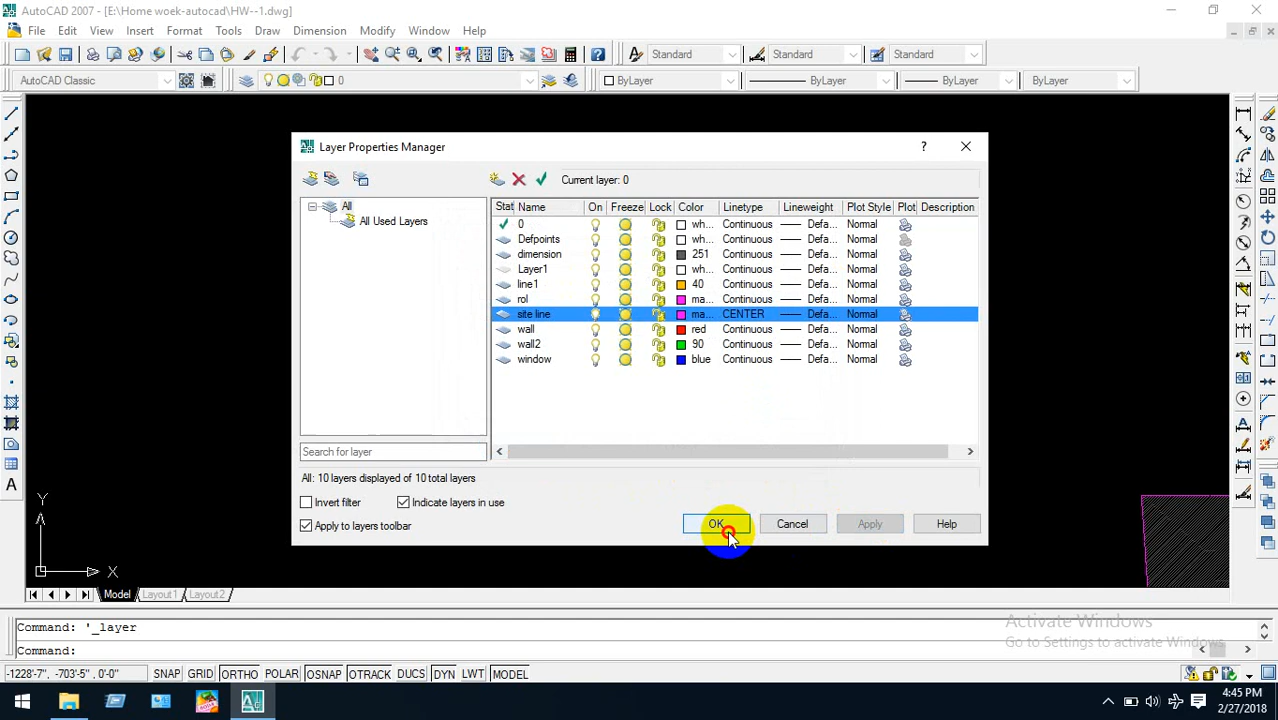 AutoCAD 2007 - [E:\Home woek-autocad\HW--1.dwg]
File Edit View Insert Format Tools Draw Dimension Modify Window Help
Standard Standard Standard
AutoCAD Classic 0 ByLayer ByLayer ByLayer ByLayer
Layer Properties Manager ?
Current layer: 0
All
All Used Layers
Stat Name On Freeze Lock Color Linetype Lineweight Plot Style Plot Description
0 wh... Continuous Defa... Normal
Defpoints wh... Continuous Defa... Normal
dimension 251 Continuous Defa... Normal
Layer1 wh... Continuous Defa... Normal
line1 40 Continuous Defa... Normal
rol ma... Continuous Defa... Normal
site line ma... CENTER Defa... Normal
wall red Continuous Defa... Normal
wall2 90 Continuous Defa... Normal
window blue Continuous Defa... Normal
Search for layer
All: 10 layers displayed of 10 total layers
Invert filter Indicate layers in use
Apply to layers toolbar
OK Cancel Apply Help
Y
X
Model Layout1 Layout2
Command: '_layer
Command:
Activate Windows
Go to Settings to activate Windows.
-1228'-7", -703'-5", 0'-0" SNAP GRID ORTHO POLAR OSNAP OTRACK DUCS DYN LWT MODEL
4:45 PM
2/27/2018